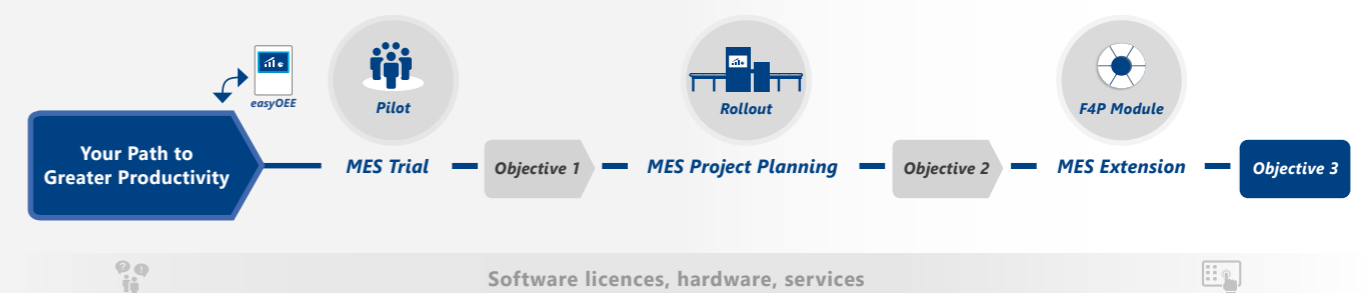 easyOEE
Pilot
Rollout
F4P Module
Your Path to
Greater Productivity
MES Trial
Objective 1
MES Project Planning
Objective 2
MES Extension
Objective 3
Software licences, hardware, services